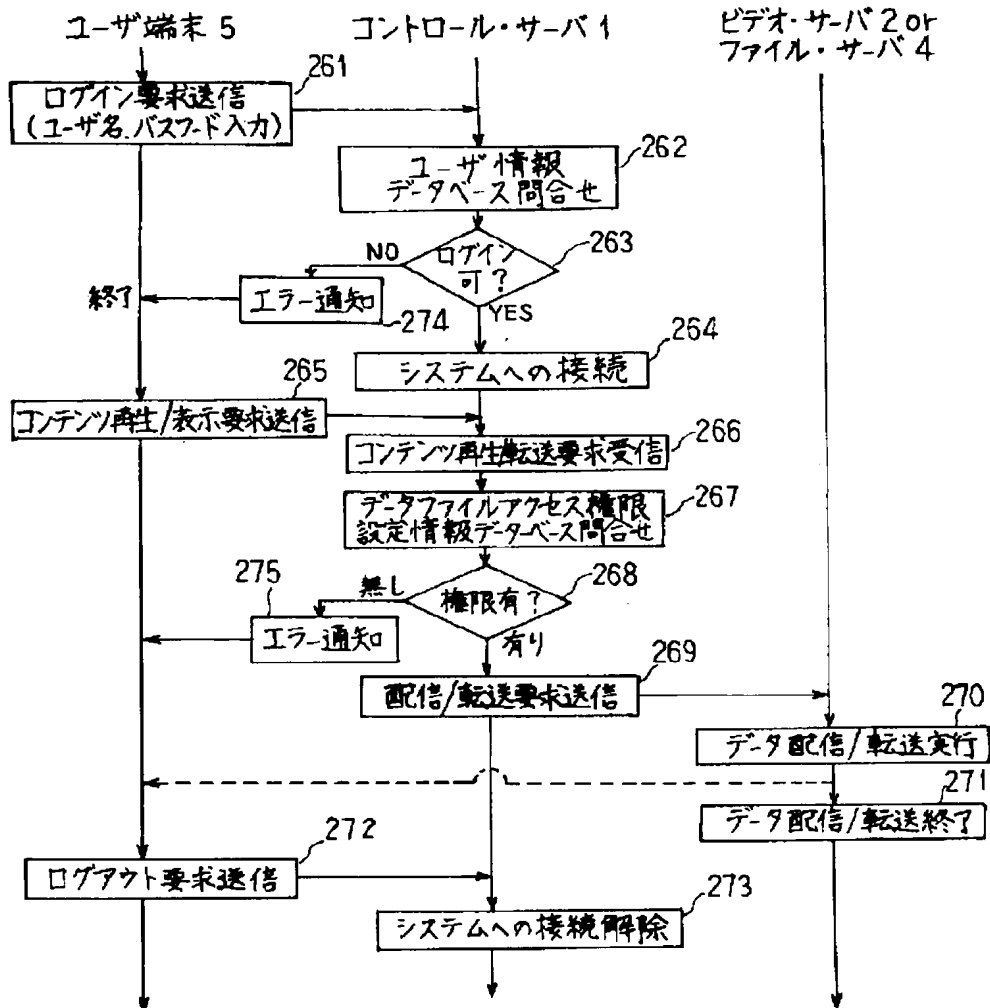 ユーザ端末 5
コントロール・サーバ 1
ビデオ・サーバ 2 or
ファイル・サーバ 4
261
ログイン要求送信
(ユーザ名、パスワード入力)
262
ユーザ情報
データベース問合せ
263
ログイン
可?
NO
YES
エラー通知
終了
274
264
システムへの接続
265
コンテンツ再生/表示要求送信
266
コンテンツ再生/転送要求受信
267
データファイルアクセス権限
設定情報データーベース問合せ
268
権限有?
無し
有り
275
エラー通知
269
配信/転送要求送信
270
データ配信/転送実行
271
データ配信/転送終了
272
ログアウト要求送信
273
システムへの接続解除